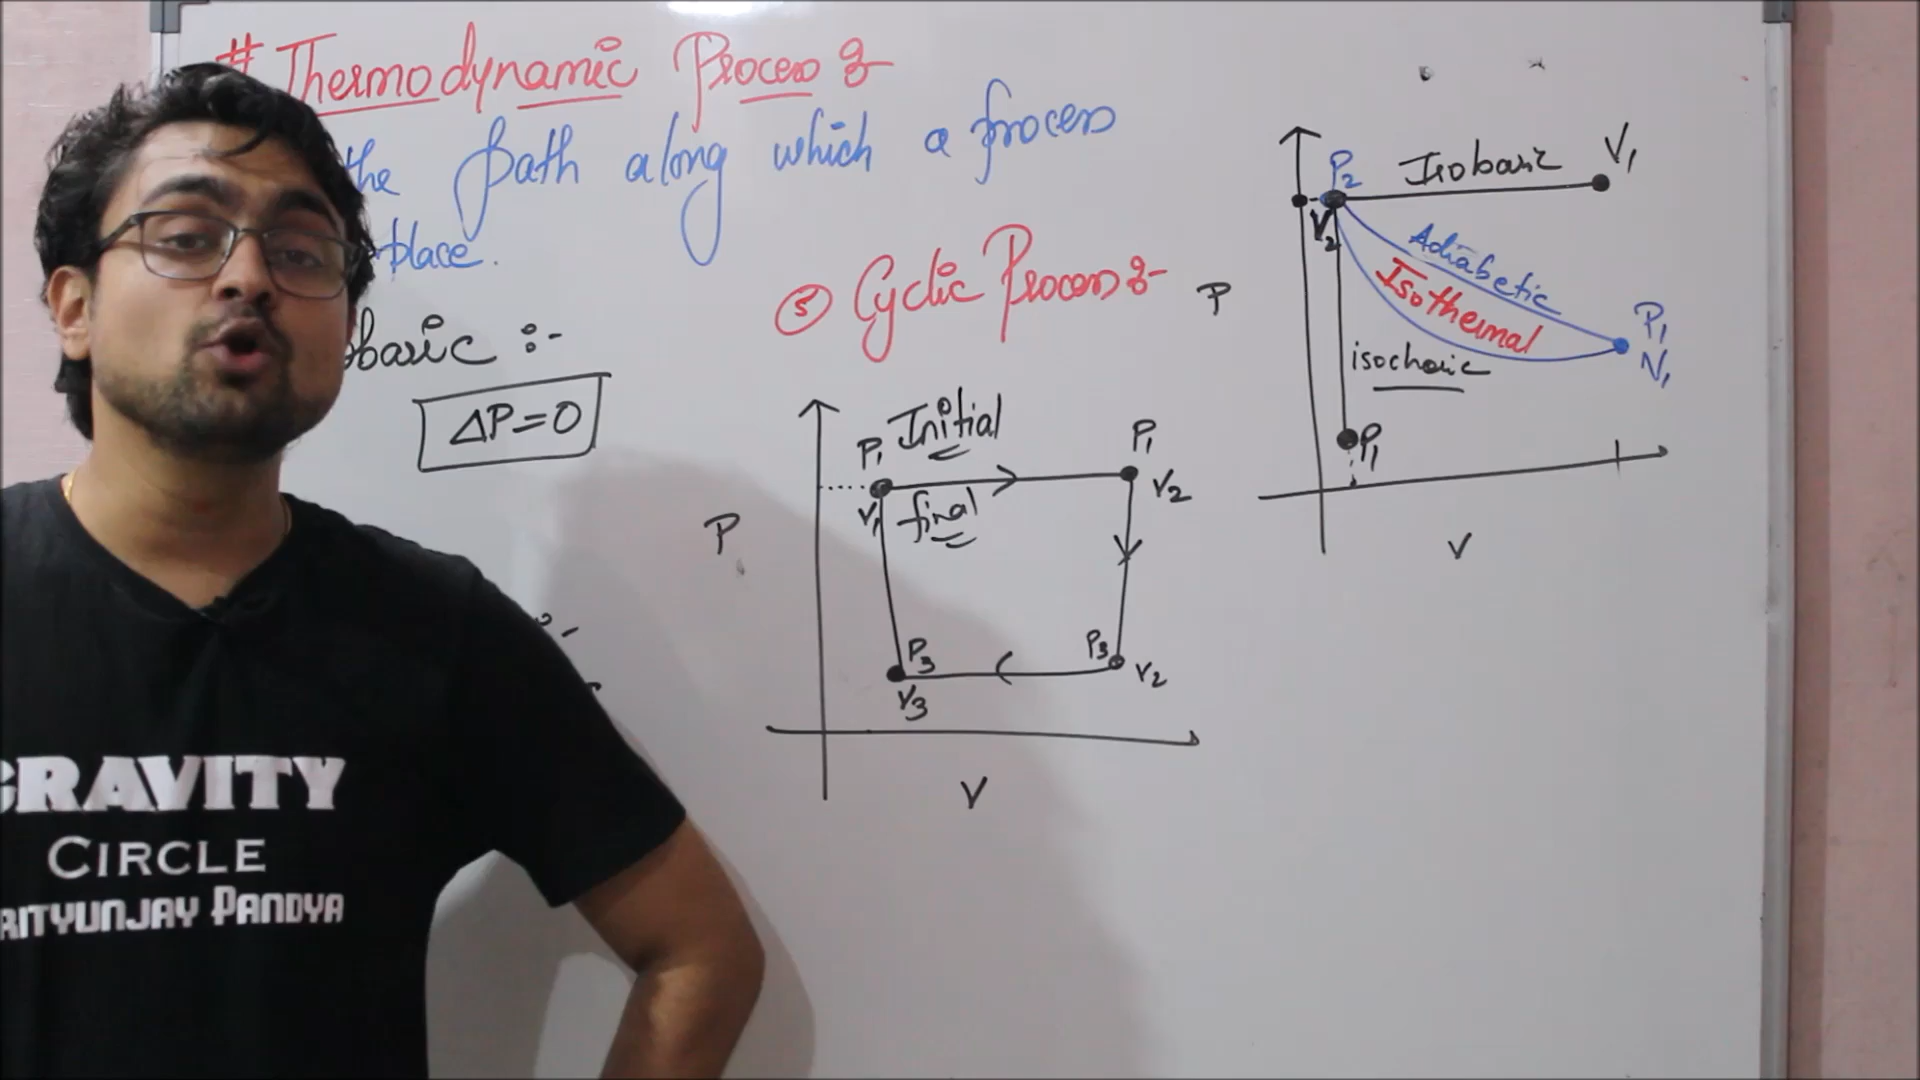 # Thermodynamic Process :-
the path along which a process
place.
baric :-
ΔP=0
⑤ Cyclic Process :-
P
P₁ Initial
V₁ final
P₁
V₂
P₃
V₃
P₃
V₂
V
P
P₂
V₂
Isobaric
V₁
Adiabetic
Isothermal
isochoric
P₁
P₁
V₁
V
GRAVITY
CIRCLE
RITYUNJAY PANDYA